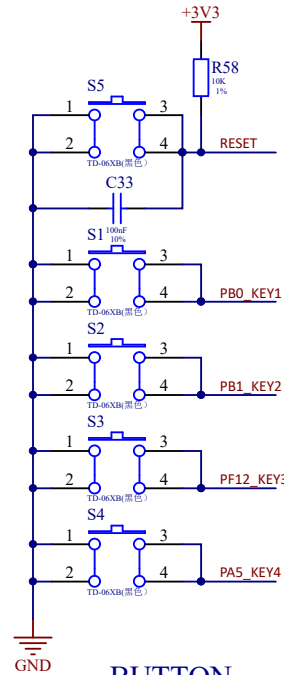 +3V3
R58
10K
1%
S5
1 3
2 4
RESET
TD-06XB(黑色)
C33
100nF
10%
S1
1 3
2 4
PB0_KEY1
TD-06XB(黑色)
S2
1 3
2 4
PB1_KEY2
TD-06XB(黑色)
S3
1 3
2 4
PF12_KEY3
TD-06XB(黑色)
S4
1 3
2 4
PA5_KEY4
TD-06XB(黑色)
GND
BUTTON